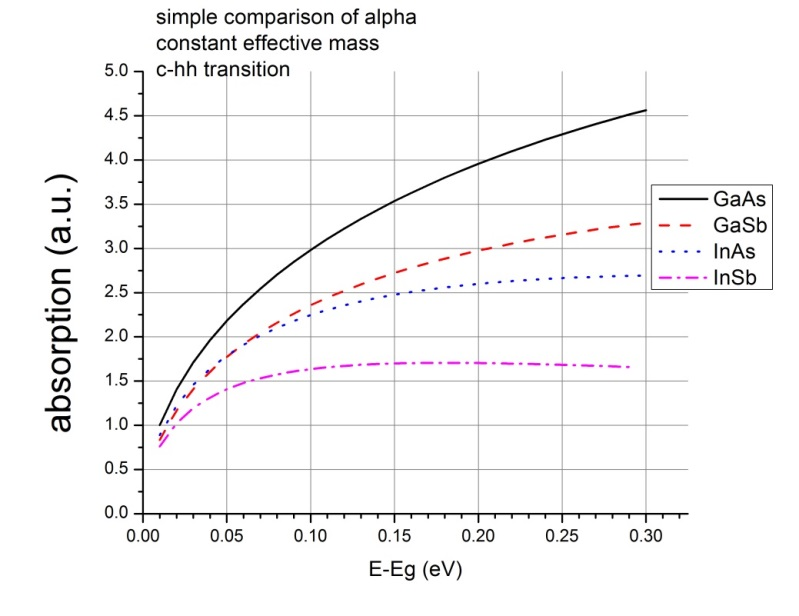 simple comparison of alpha
constant effective mass
c-hh transition
5.0
4.5
4.0
3.5
3.0
2.5
2.0
1.5
1.0
0.5
0.0
absorption (a.u.)
0.00 0.05 0.10 0.15 0.20 0.25 0.30
E-Eg (eV)
GaAs
GaSb
InAs
InSb